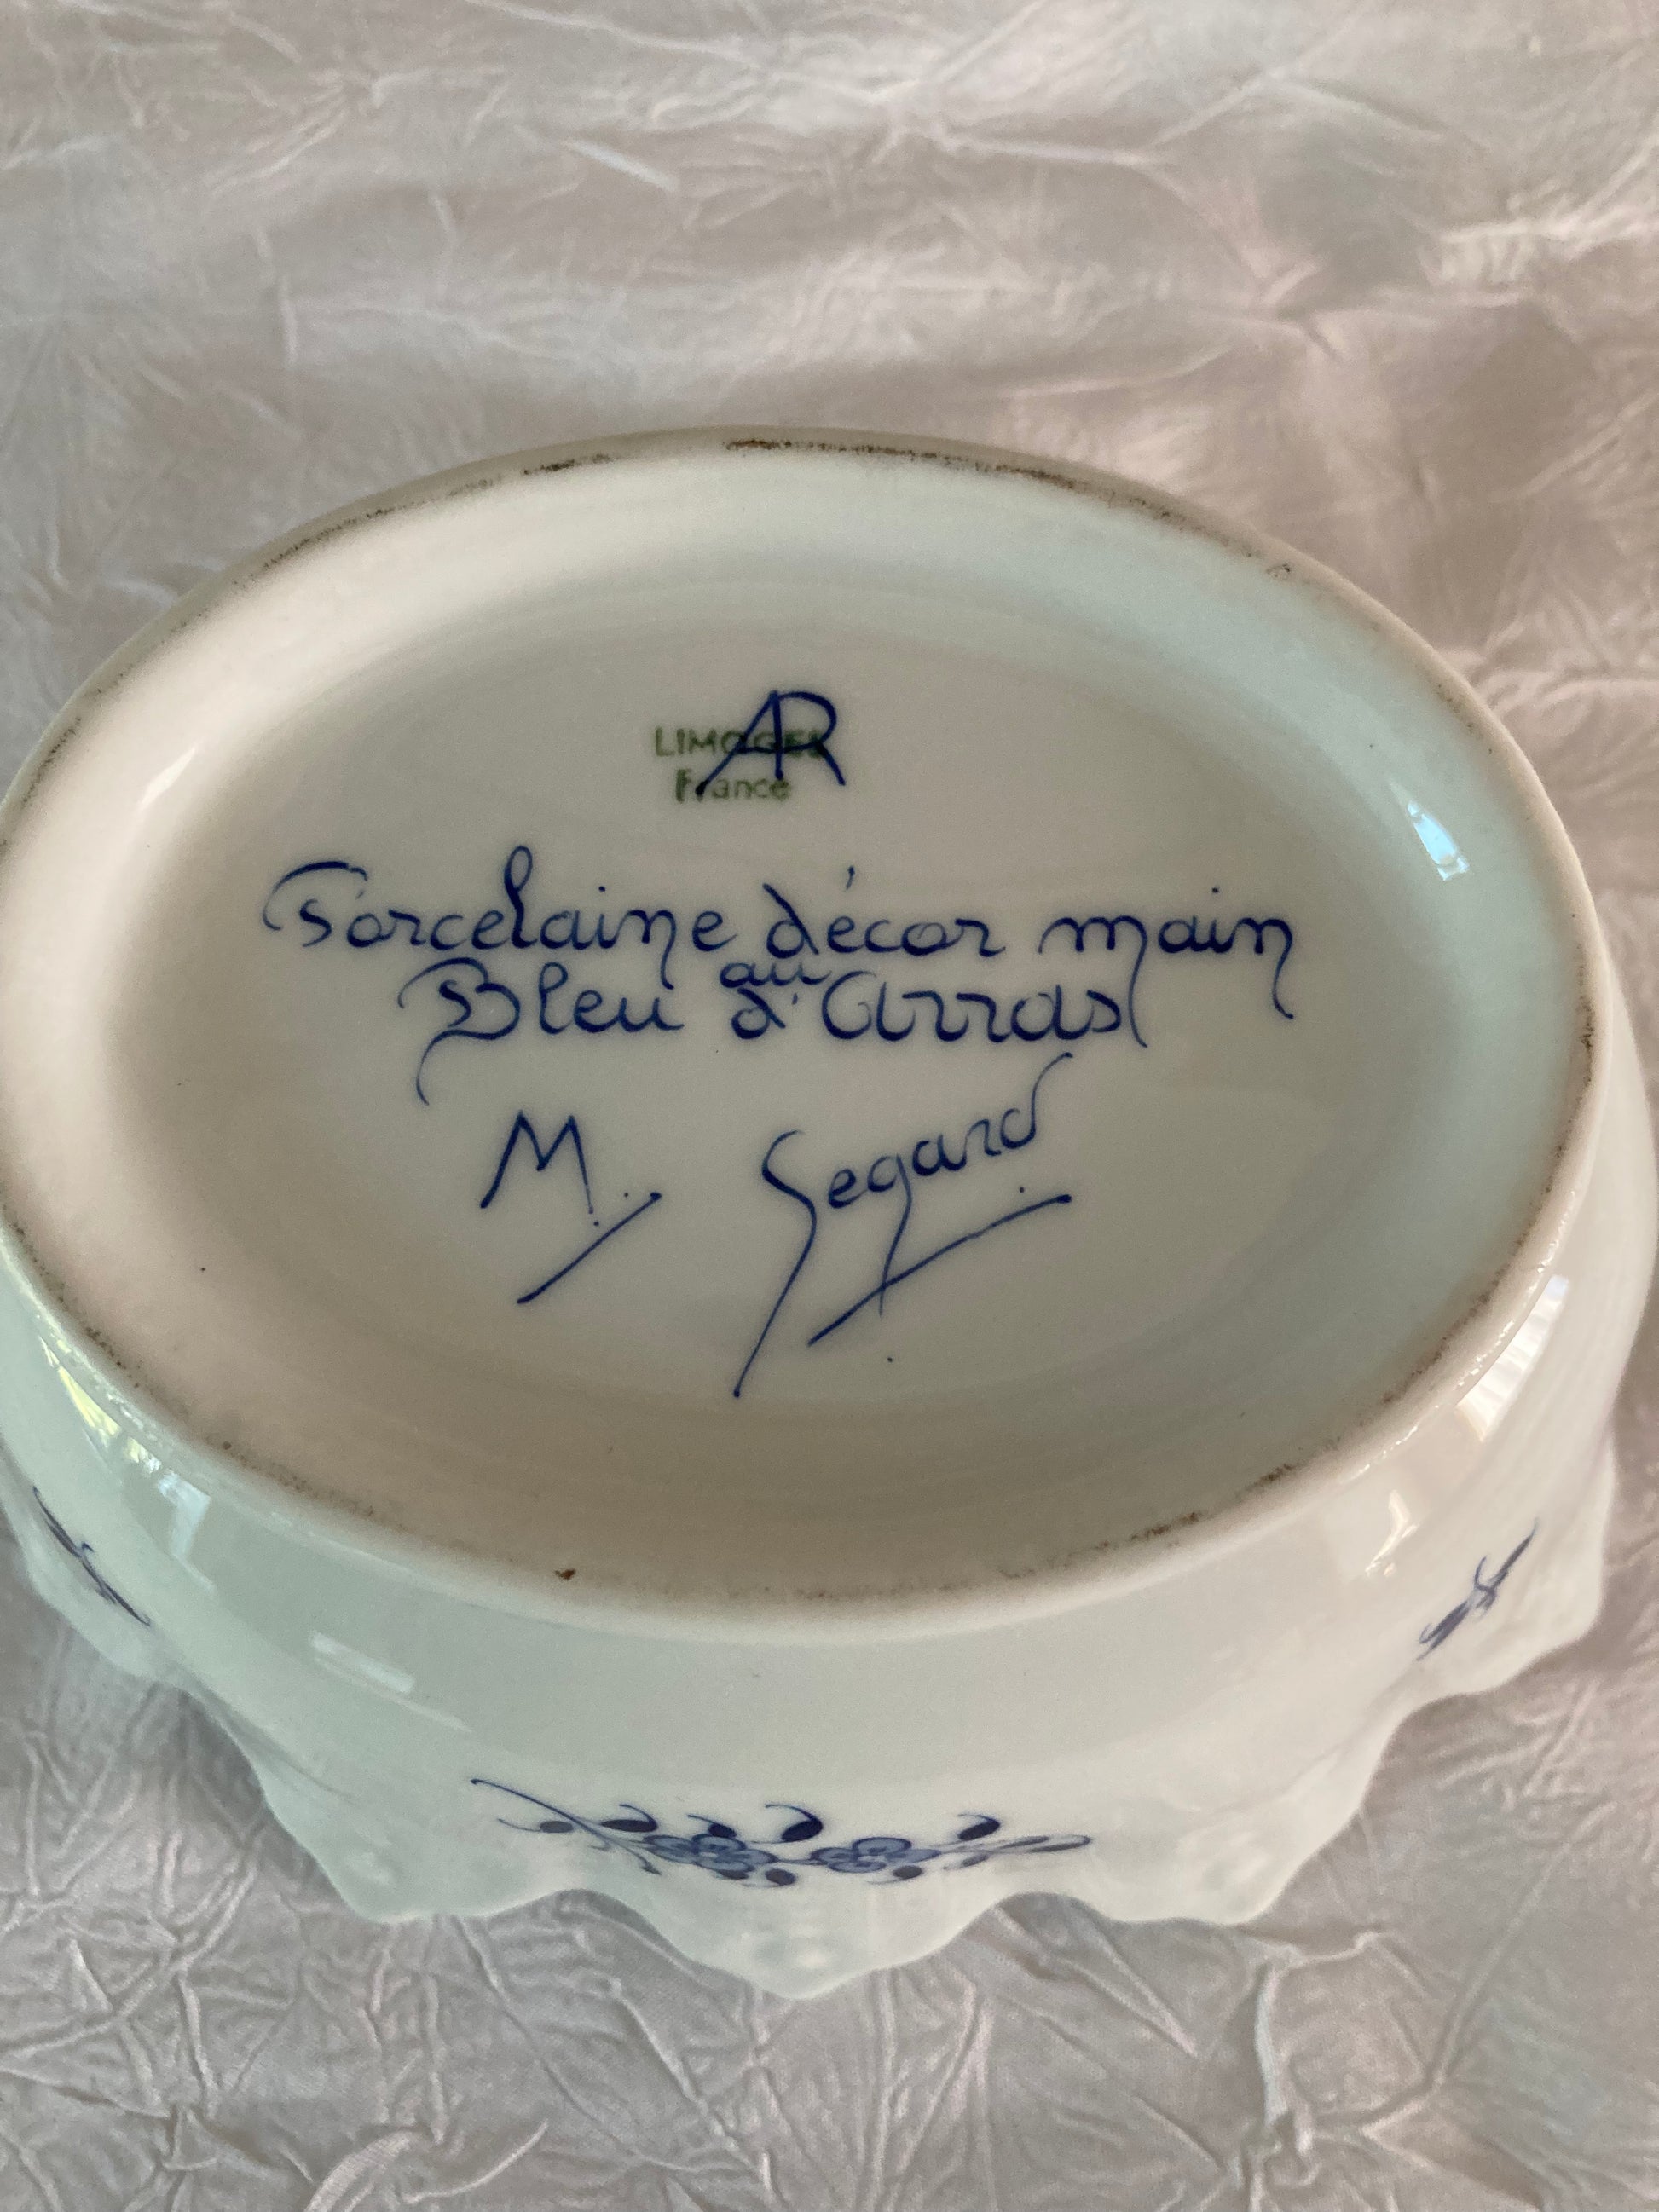 AR
LIMOGES
France
Porcelaine décor main
au
Bleu d'Arras
M. Segard